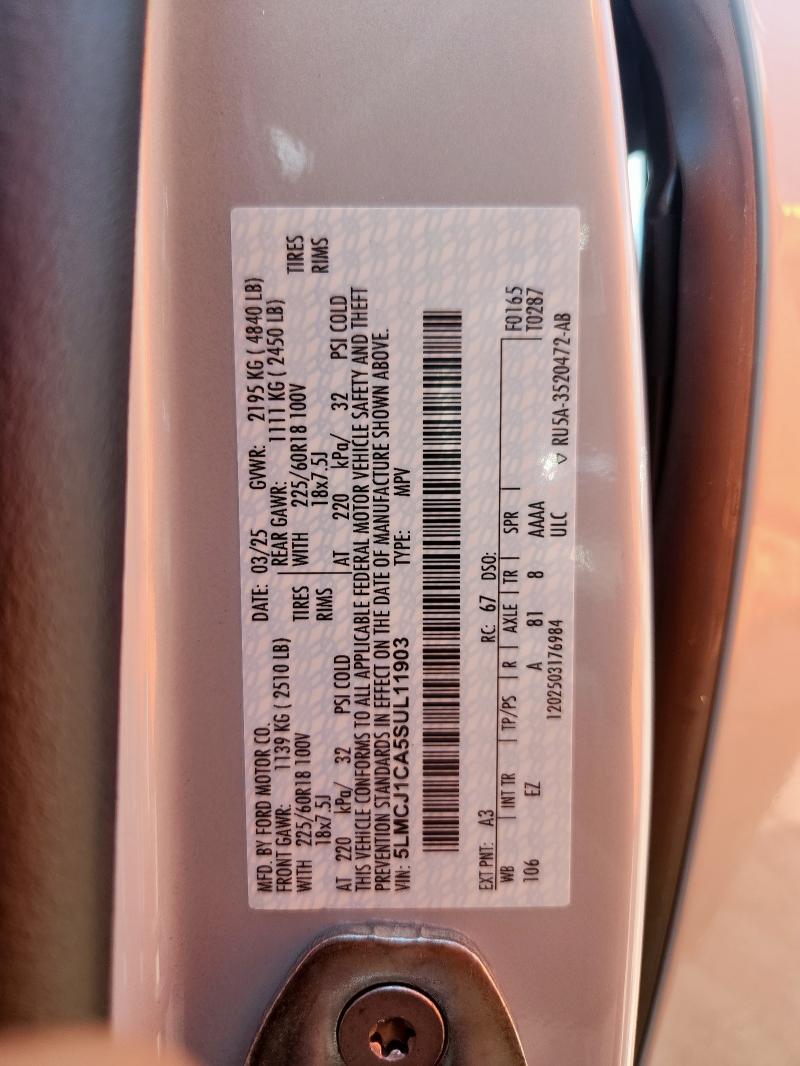 MFD. BY FORD MOTOR CO. DATE: 03/25 GVWR: 2195 KG ( 4840 LB)
FRONT GAWR: 1139 KG ( 2510 LB) REAR GAWR: 1111 KG ( 2450 LB)
WITH 225/60R18 100V TIRES WITH 225/60R18 100V TIRES
18x7.5J RIMS 18x7.5J RIMS
AT 220 kPa/ 32 PSI COLD AT 220 kPa/ 32 PSI COLD
THIS VEHICLE CONFORMS TO ALL APPLICABLE FEDERAL MOTOR VEHICLE SAFETY AND THEFT
PREVENTION STANDARDS IN EFFECT ON THE DATE OF MANUFACTURE SHOWN ABOVE.
VIN: 5LMCJ1CA5SUL11903 TYPE: MPV
EXT PNT: A3 RC: 67 DSO:
WB INT TR TP/PS R AXLE TR SPR F0165
106 EZ A 81 8 AAAA T0287
1202503176984 ULC ▽ RU5A-3520472-AB